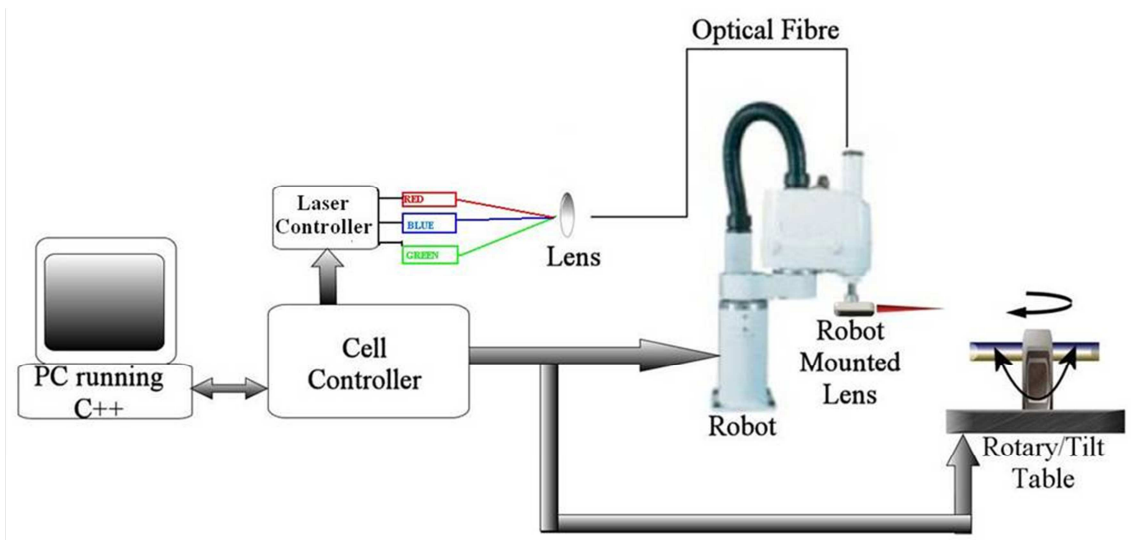 Optical Fibre
Laser
Controller
RED
BLUE
GREEN
Lens
PC running
C++
Cell
Controller
Robot
Mounted
Lens
Robot
Rotary/Tilt
Table